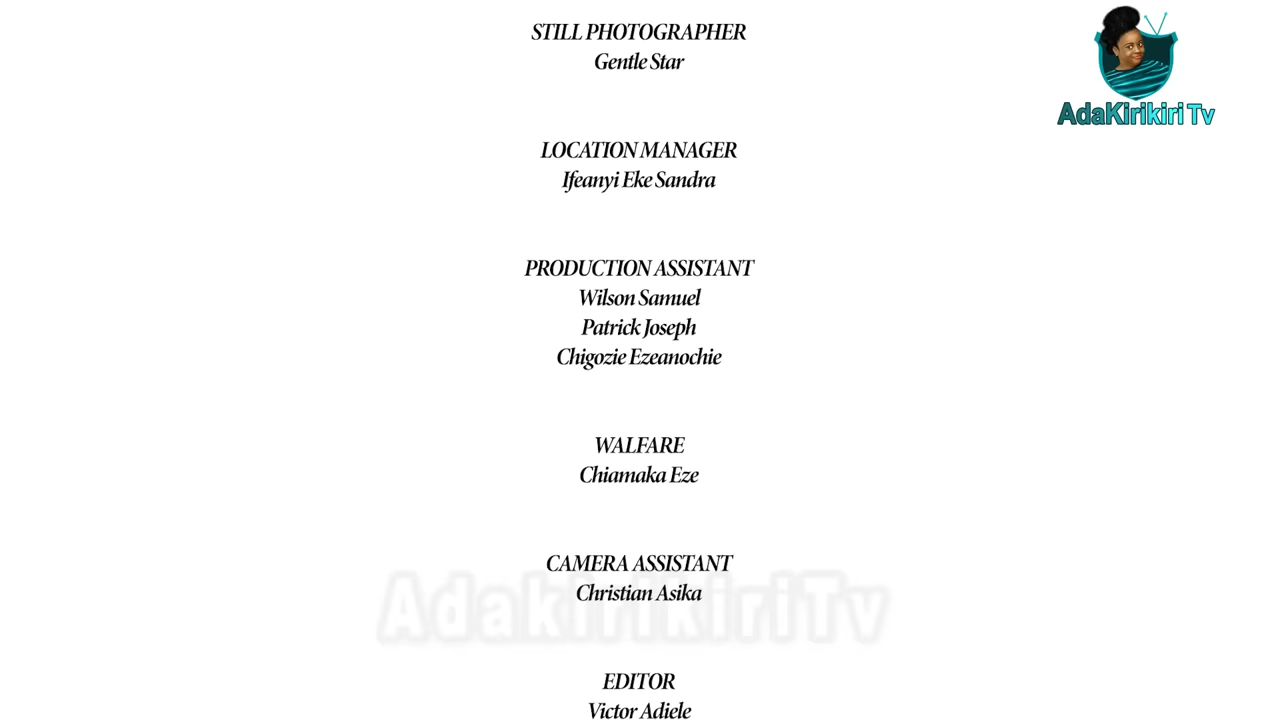 STILL PHOTOGRAPHER
Gentle Star
AdaKirikiri Tv
LOCATION MANAGER
Ifeanyi Eke Sandra
PRODUCTION ASSISTANT
Wilson Samuel
Patrick Joseph
Chigozie Ezeanochie
WALFARE
Chiamaka Eze
CAMERA ASSISTANT
Christian Asika
AdakirikiriTv
EDITOR
Victor Adiele